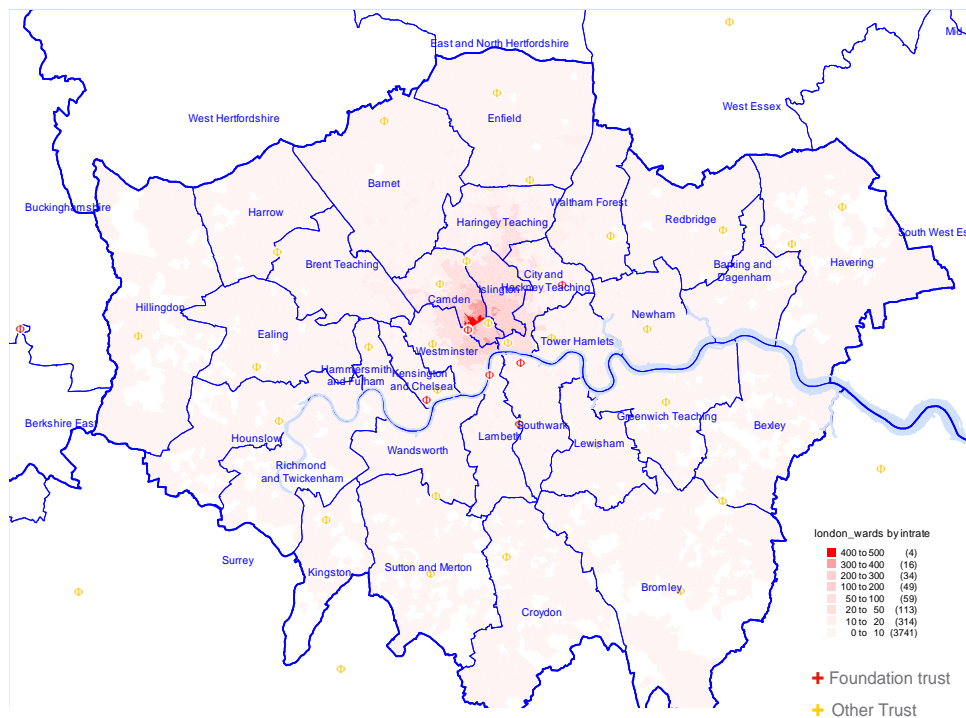 East and North Hertfordshire
Mid
West Essex
West Hertfordshire
Enfield
Barnet
Buckinghamshire
Harrow
Haringey Teaching
Waltham Forest
Redbridge
South West Es
Brent Teaching
City and
Hackney Teaching
Barking and
Dagenham
Havering
Islington
Camden
Hillingdon
Newham
Ealing
Tower Hamlets
Westminster
Hammersmith
and Fulham
Kensington
and Chelsea
Berkshire East
Greenwich Teaching
Hounslow
Lambeth
Southwark
Bexley
Wandsworth
Lewisham
Richmond
and Twickenham
Surrey
Kingston
Sutton and Merton
Croydon
Bromley
london_wards by intrate
400 to 500 (4)
300 to 400 (16)
200 to 300 (34)
100 to 200 (49)
50 to 100 (59)
20 to 50 (113)
10 to 20 (314)
0 to 10 (3741)
Foundation trust
Other Trust